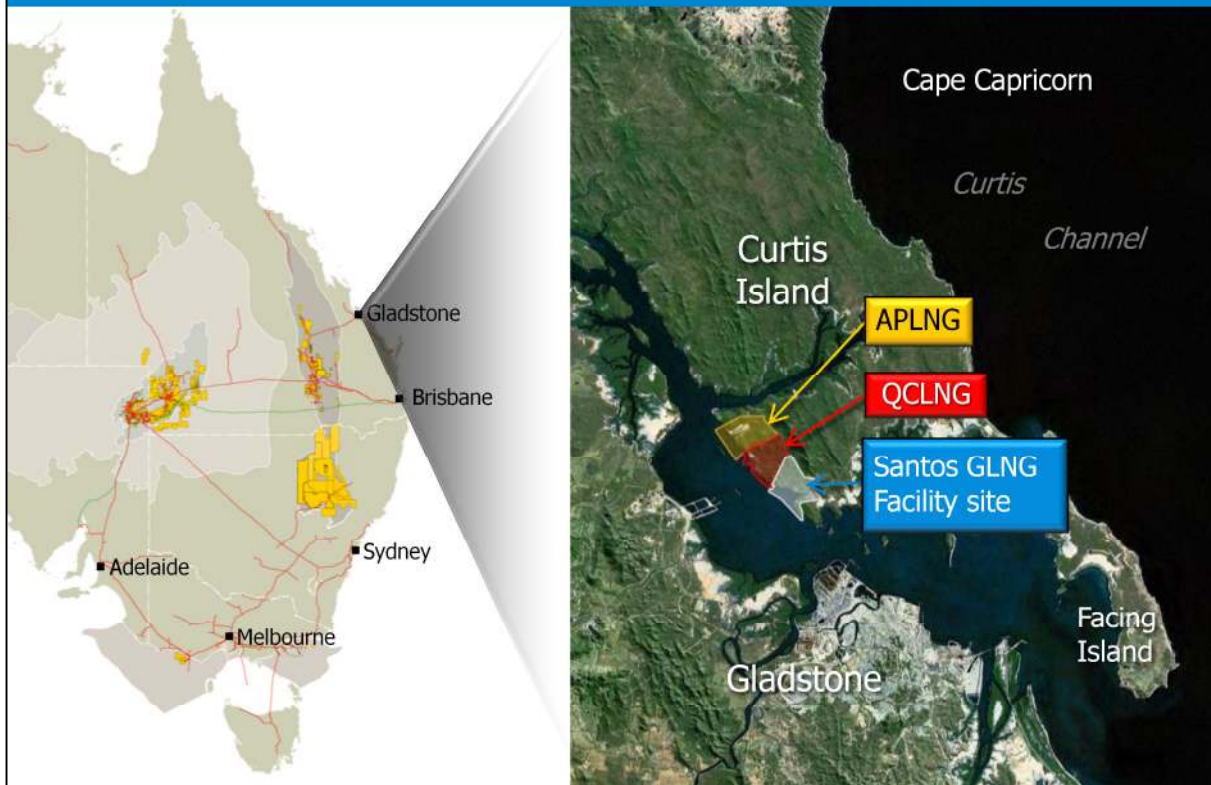 Gladstone
Brisbane
Sydney
Adelaide
Melbourne
Cape Capricorn
Curtis
Channel
Curtis
Island
APLNG
QCLNG
Santos GLNG
Facility site
Facing
Island
Gladstone